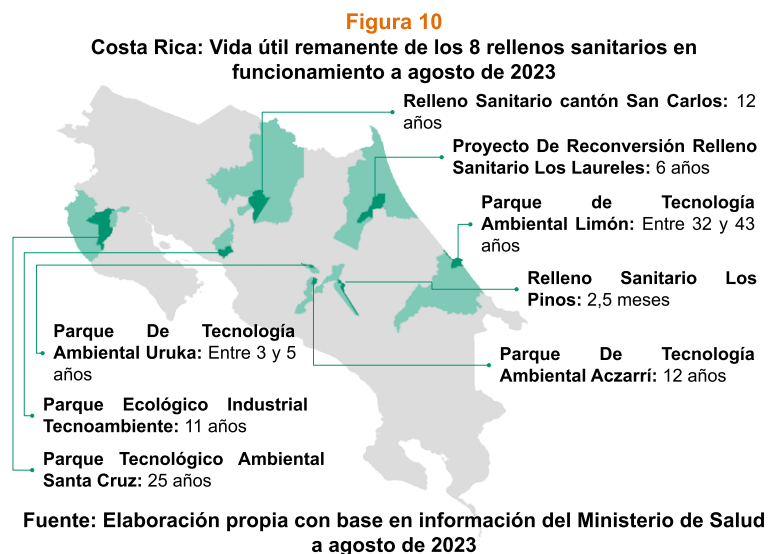 Figura 10
Costa Rica: Vida útil remanente de los 8 rellenos sanitarios en
funcionamiento a agosto de 2023
Relleno Sanitario cantón San Carlos: 12
años
Proyecto De Reconversión Relleno
Sanitario Los Laureles: 6 años
Parque de Tecnología
Ambiental Limón: Entre 32 y 43
años
Relleno Sanitario Los
Pinos: 2,5 meses
Parque De Tecnología
Ambiental Aczarrí: 12 años
Parque De Tecnología
Ambiental Uruka: Entre 3 y 5
años
Parque Ecológico Industrial
Tecnoambiente: 11 años
Parque Tecnológico Ambiental
Santa Cruz: 25 años
Fuente: Elaboración propia con base en información del Ministerio de Salud
a agosto de 2023